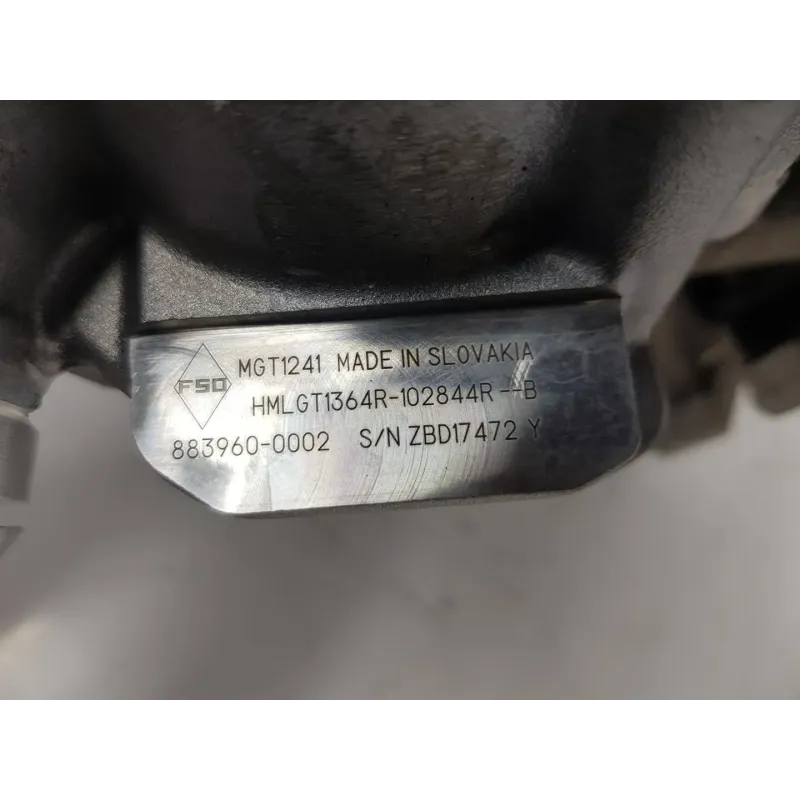 FSO MGT1241 MADE IN SLOVAKIA
HMLGT1364R-102844R--B
883960-0002 S/N ZBD17472 Y